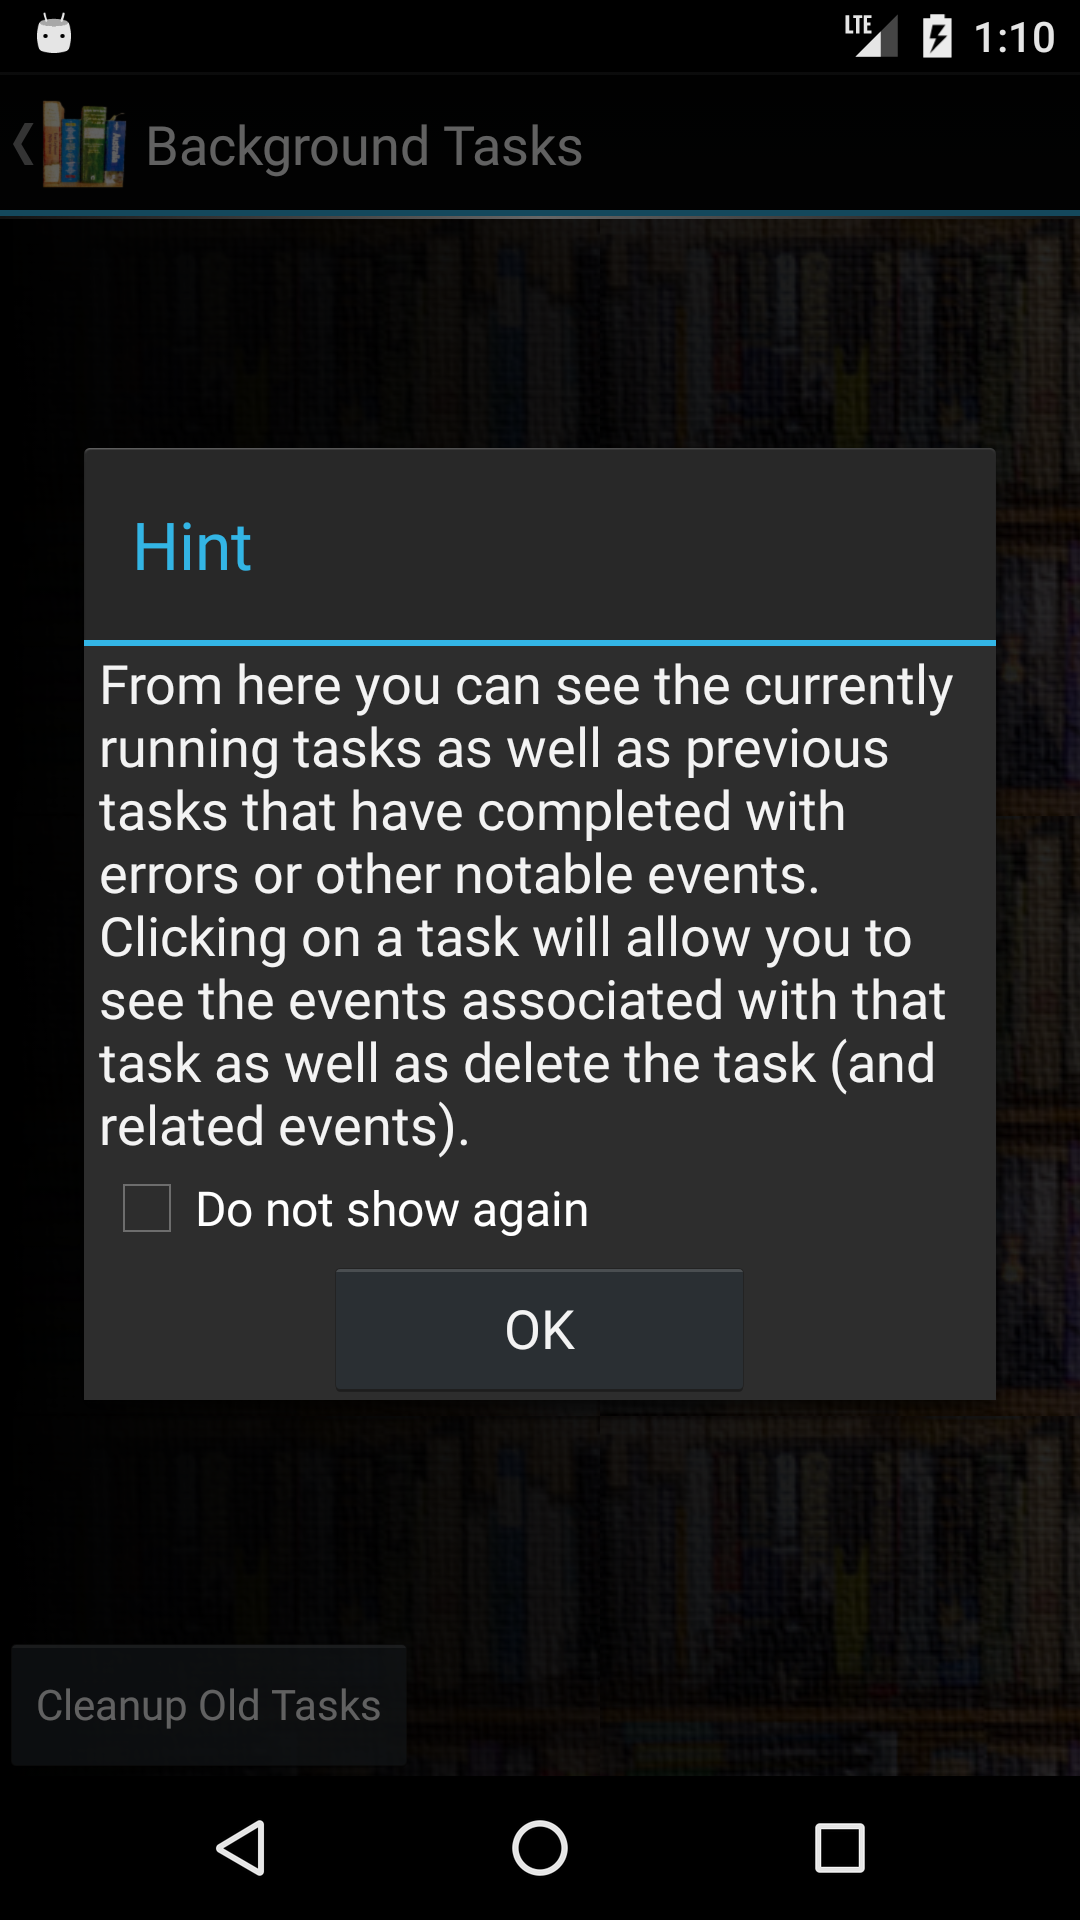 LTE 1:10
Background Tasks
Hint
From here you can see the currently
running tasks as well as previous
tasks that have completed with
errors or other notable events.
Clicking on a task will allow you to
see the events associated with that
task as well as delete the task (and
related events).
Do not show again
OK
Cleanup Old Tasks